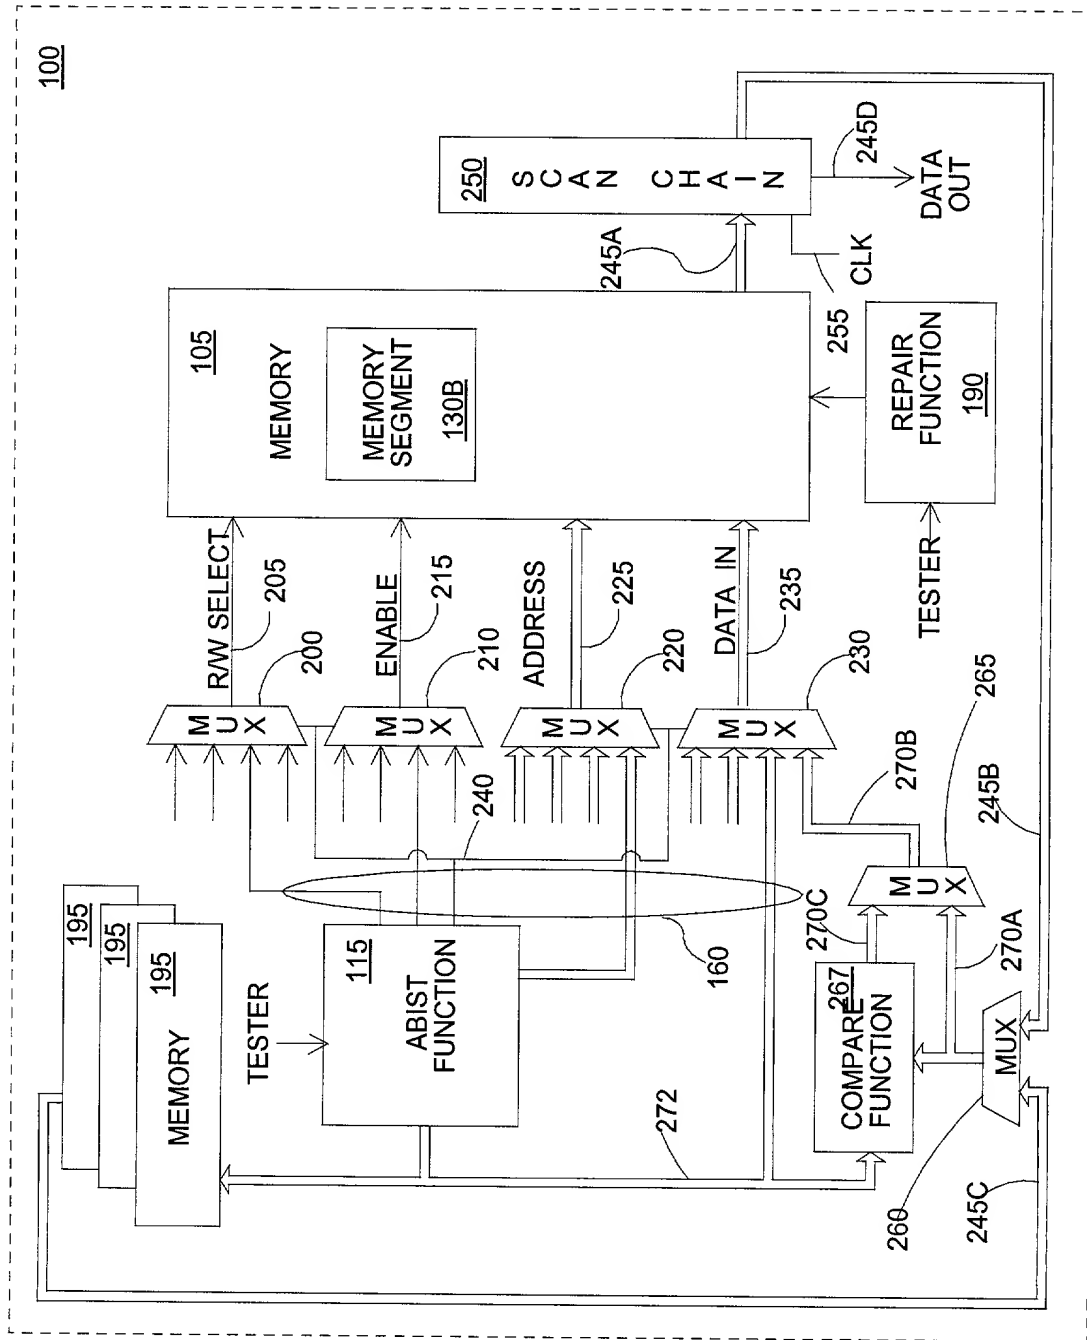 100
195
195
195
MEMORY
TESTER
115
ABIST
FUNCTION
272
160
240
MUX
200
R/W SELECT
205
MUX
210
ENABLE
215
MUX
220
ADDRESS
225
MUX
230
DATA IN
235
105
MEMORY
MEMORY
SEGMENT
130B
245A
250
SCAN CHAIN
245D
DATA
OUT
CLK
255
REPAIR
FUNCTION
190
TESTER
265
MUX
270B
270C
270A
267
COMPARE
FUNCTION
MUX
260
245C
245B